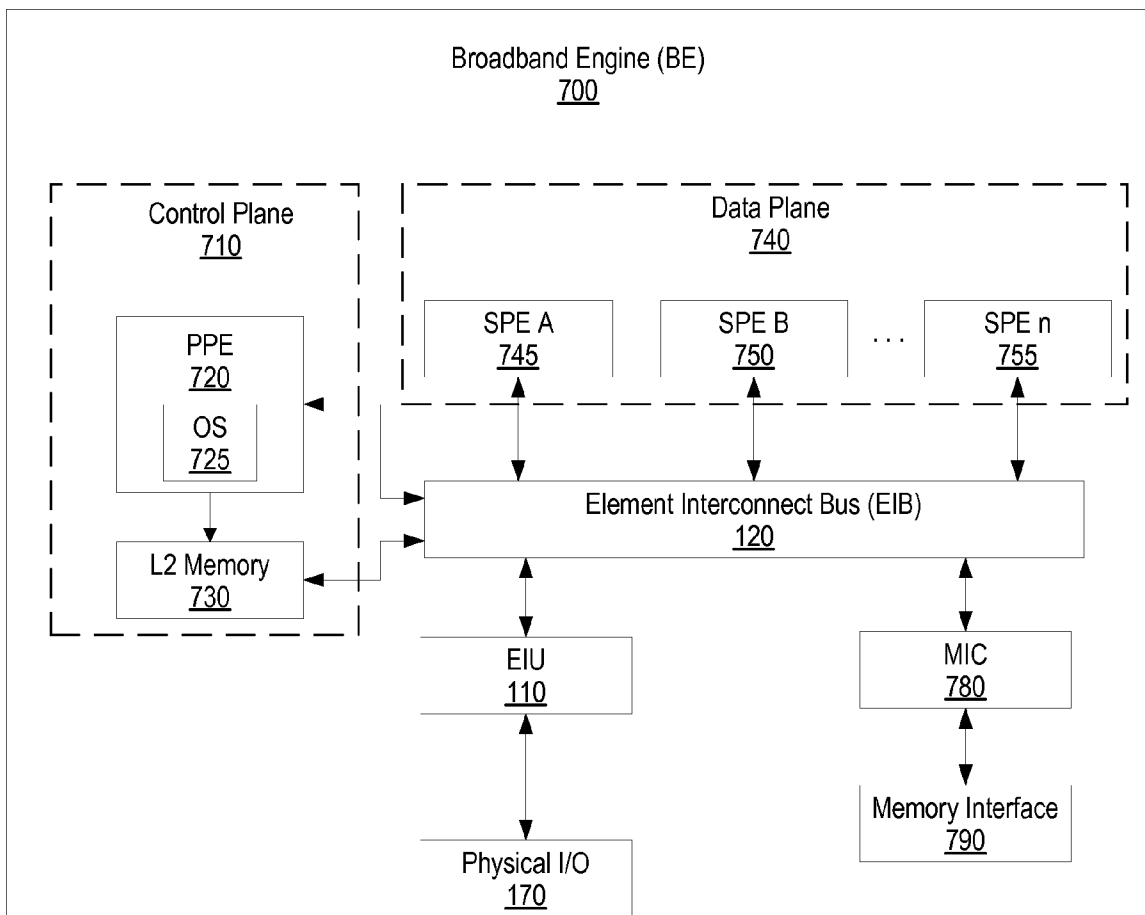 Broadband Engine (BE)
700
Control Plane
710
Data Plane
740
PPE
720
OS
725
L2 Memory
730
SPE A
745
SPE B
750
. . .
SPE n
755
Element Interconnect Bus (EIB)
120
EIU
110
MIC
780
Physical I/O
170
Memory Interface
790